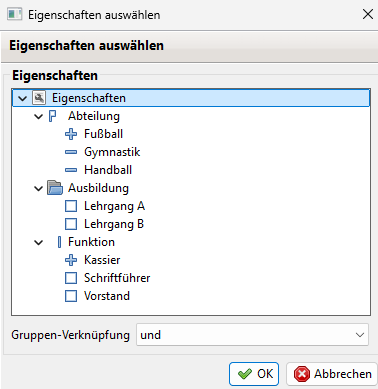 Eigenschaften auswählen
Eigenschaften auswählen
Eigenschaften
Eigenschaften
Abteilung
Fußball
Gymnastik
Handball
Ausbildung
Lehrgang A
Lehrgang B
Funktion
Kassier
Schriftführer
Vorstand
Gruppen-Verknüpfung und
OK Abbrechen